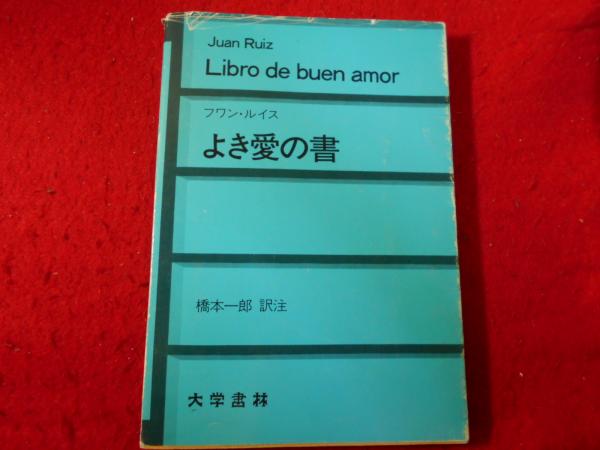 Juan Ruiz
Libro de buen amor
フワン・ルイス
よき愛の書
橋本一郎 訳注
大学書林